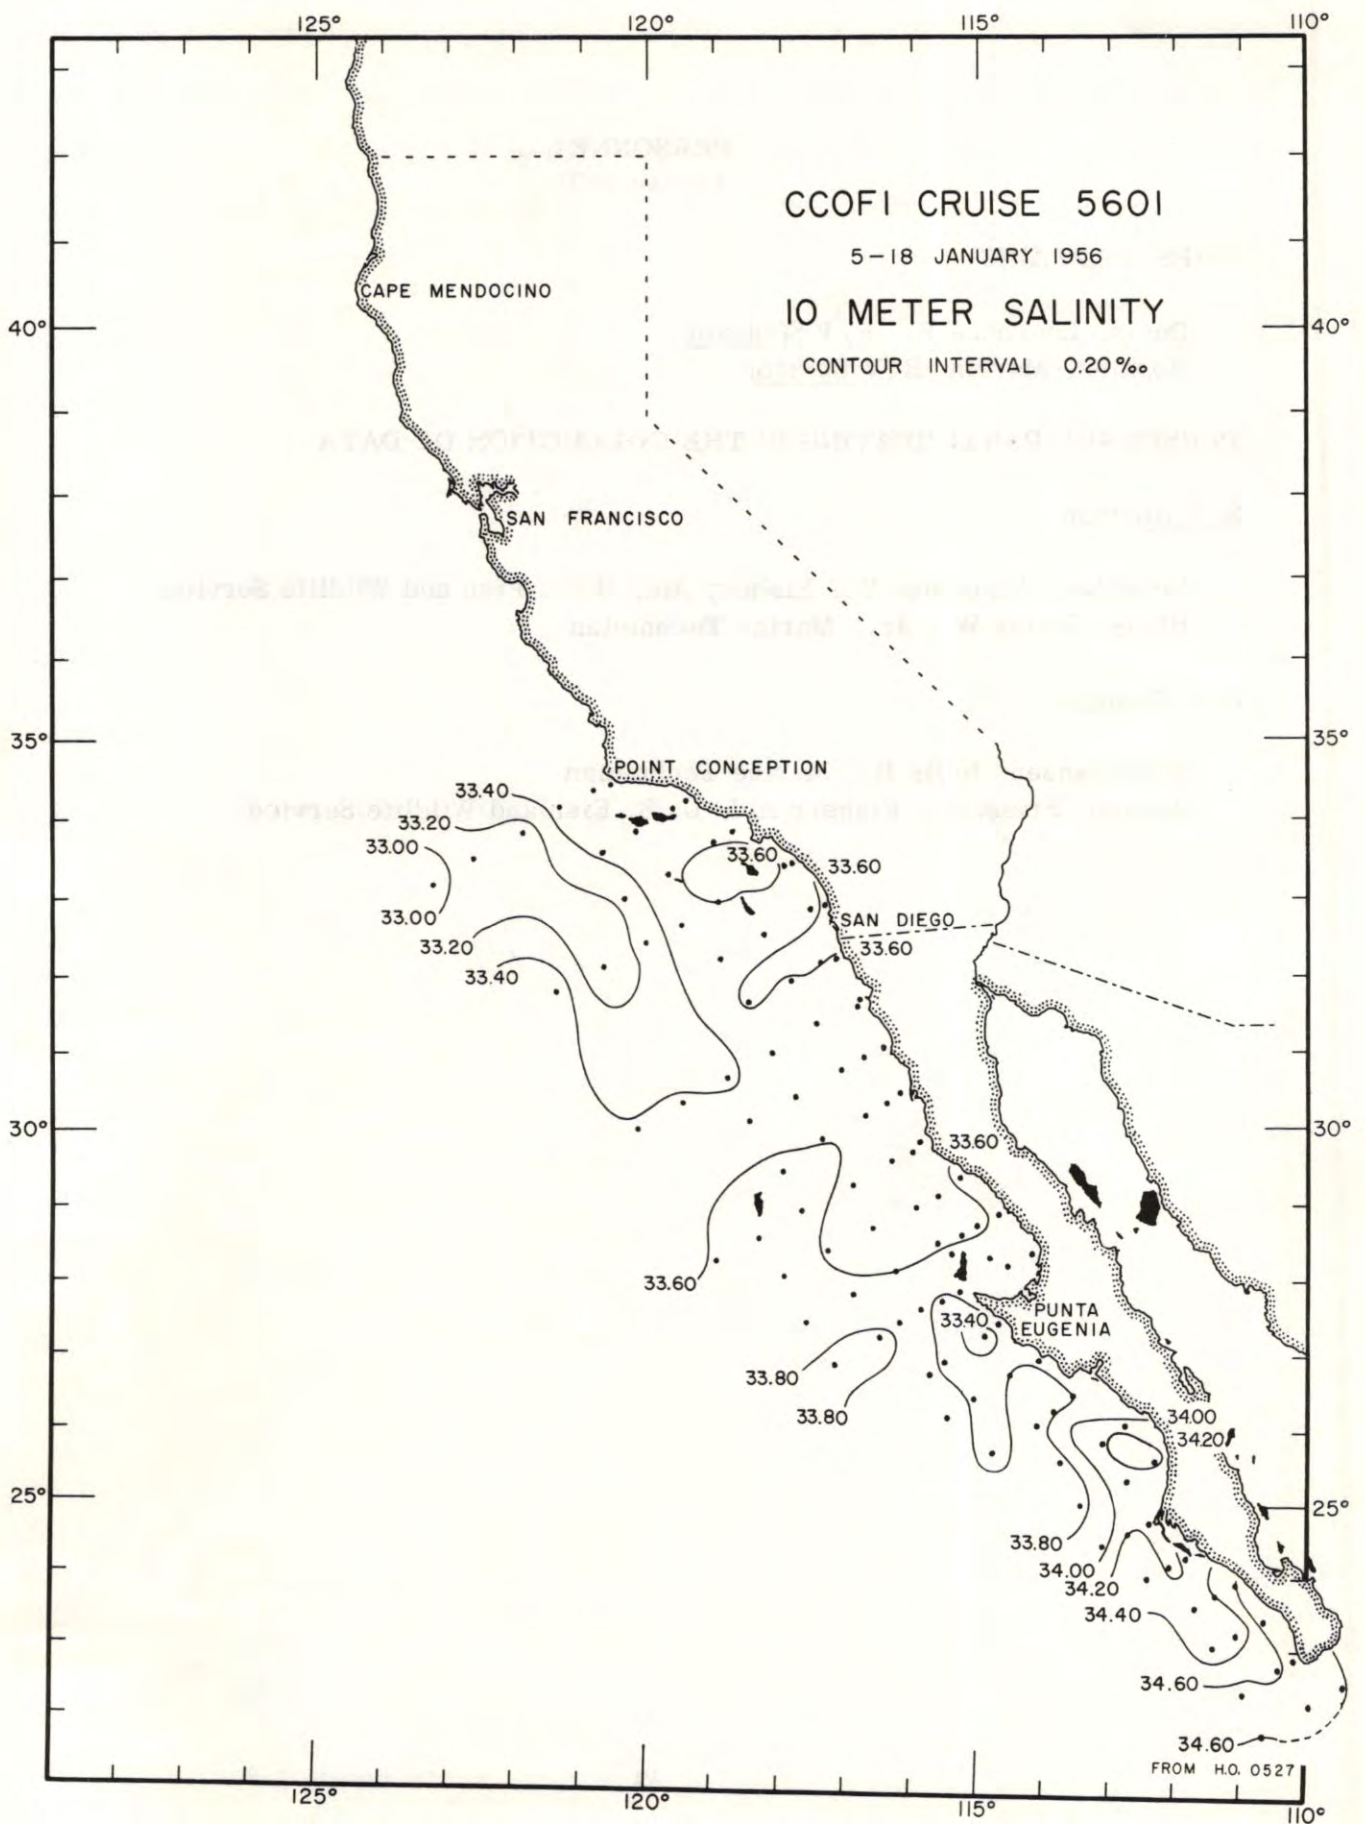 125° 120° 115° 110°
CCOFI CRUISE 5601
5-18 JANUARY 1956
CAPE MENDOCINO
10 METER SALINITY
40° 40°
CONTOUR INTERVAL 0.20‰
SAN FRANCISCO
35° 35°
POINT CONCEPTION
33.40
33.20
33.00
33.60
33.60
33.00
SAN DIEGO
33.20
33.60
33.40
30° 30°
33.60
33.60
PUNTA
EUGENIA
33.40
33.80
33.80
34.00
34.20
25° 25°
33.80
34.00
34.20
34.40
34.60
34.60
FROM H.O. 0527
125° 120° 115° 110°